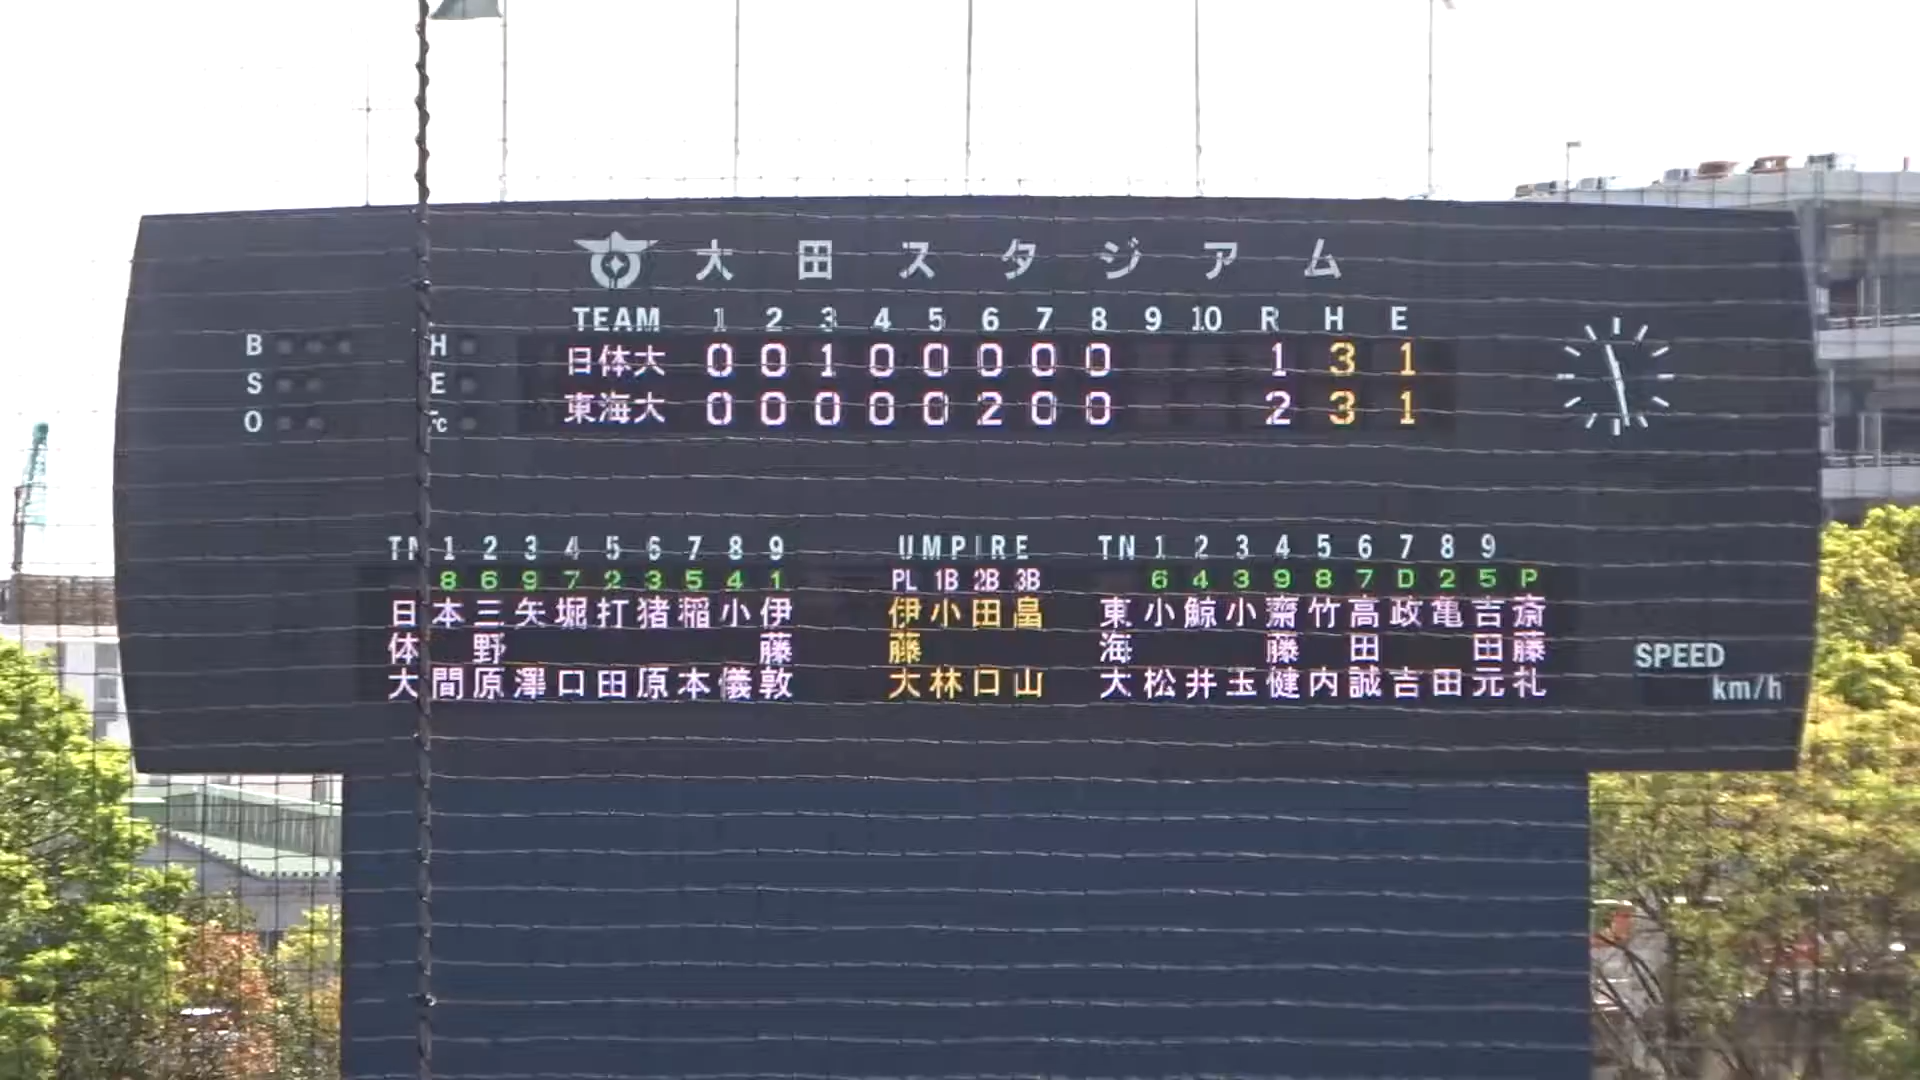 大田スタジアム
TEAM 1 2 3 4 5 6 7 8 9 10 R H E
B H 日体大 0 0 1 0 0 0 0 0 1 3 1
S E
O Fc 東海大 0 0 0 0 0 2 0 0 2 3 1
TN 1 2 3 4 5 6 7 8 9
8 6 9 7 2 3 5 4 1
日体大 本間 三野原 矢澤 堀口 打田 猪原 稲本 小儀 伊藤敦
UMPIRE
PL 1B 2B 3B
伊藤大 小林 田口 畠山
TN 1 2 3 4 5 6 7 8 9
6 4 3 9 8 7 D 2 5 P
東海大 小松 鯨井 小玉 齋藤健 竹内 高田誠 政吉 亀田 吉田元 斎藤礼
SPEED
km/h